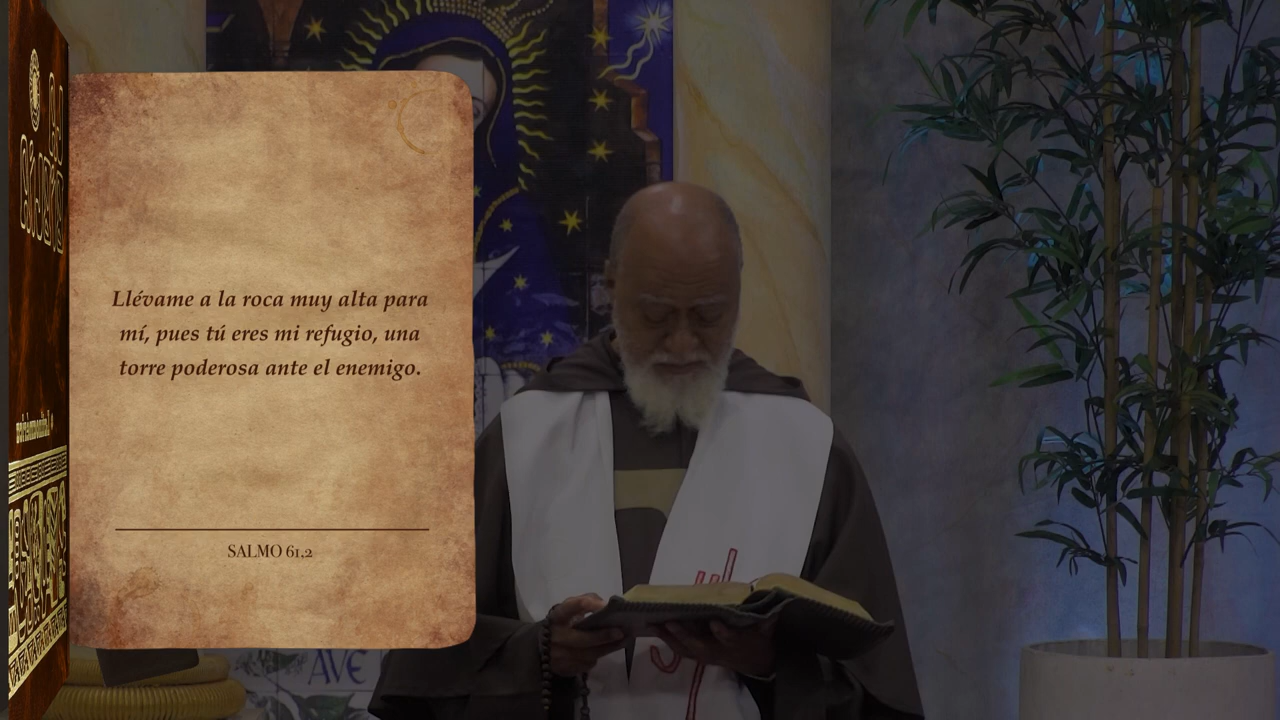 Llévame a la roca muy alta para
mí, pues tú eres mi refugio, una
torre poderosa ante el enemigo.
SALMO 61,2
AVE